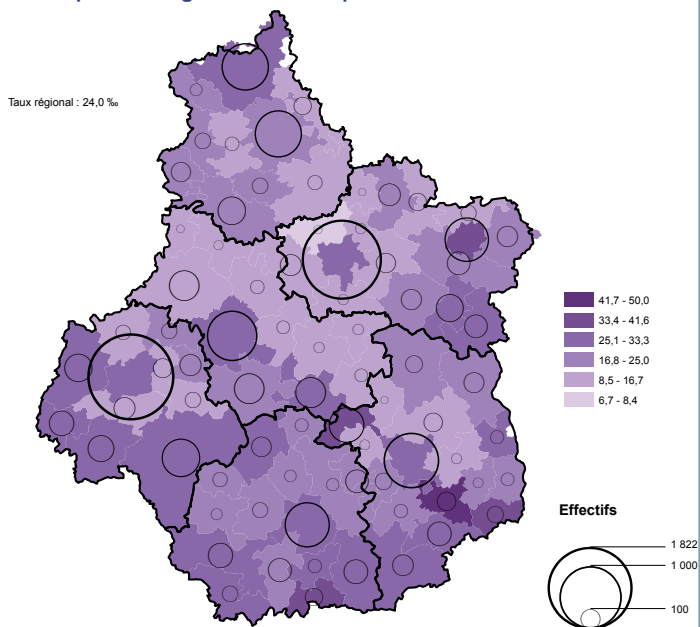 Taux régional : 24,0 ‰
41,7 - 50,0
33,4 - 41,6
25,1 - 33,3
16,8 - 25,0
8,5 - 16,7
6,7 - 8,4
Effectifs
1 822
1 000
100